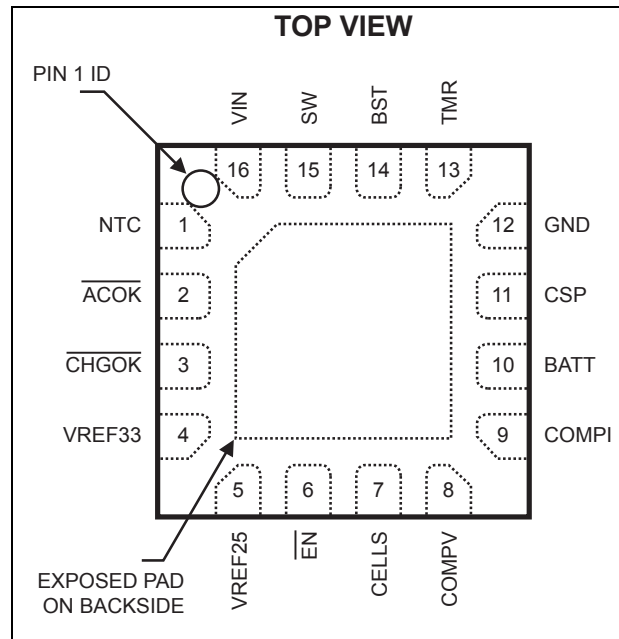 TOP VIEW
PIN 1 ID
VIN
SW
BST
TMR
16
15
14
13
NTC
1
12
GND
ACOK
2
11
CSP
CHGOK
3
10
BATT
VREF33
4
9
COMPI
5
6
7
8
VREF25
EN
CELLS
COMPV
EXPOSED PAD
ON BACKSIDE